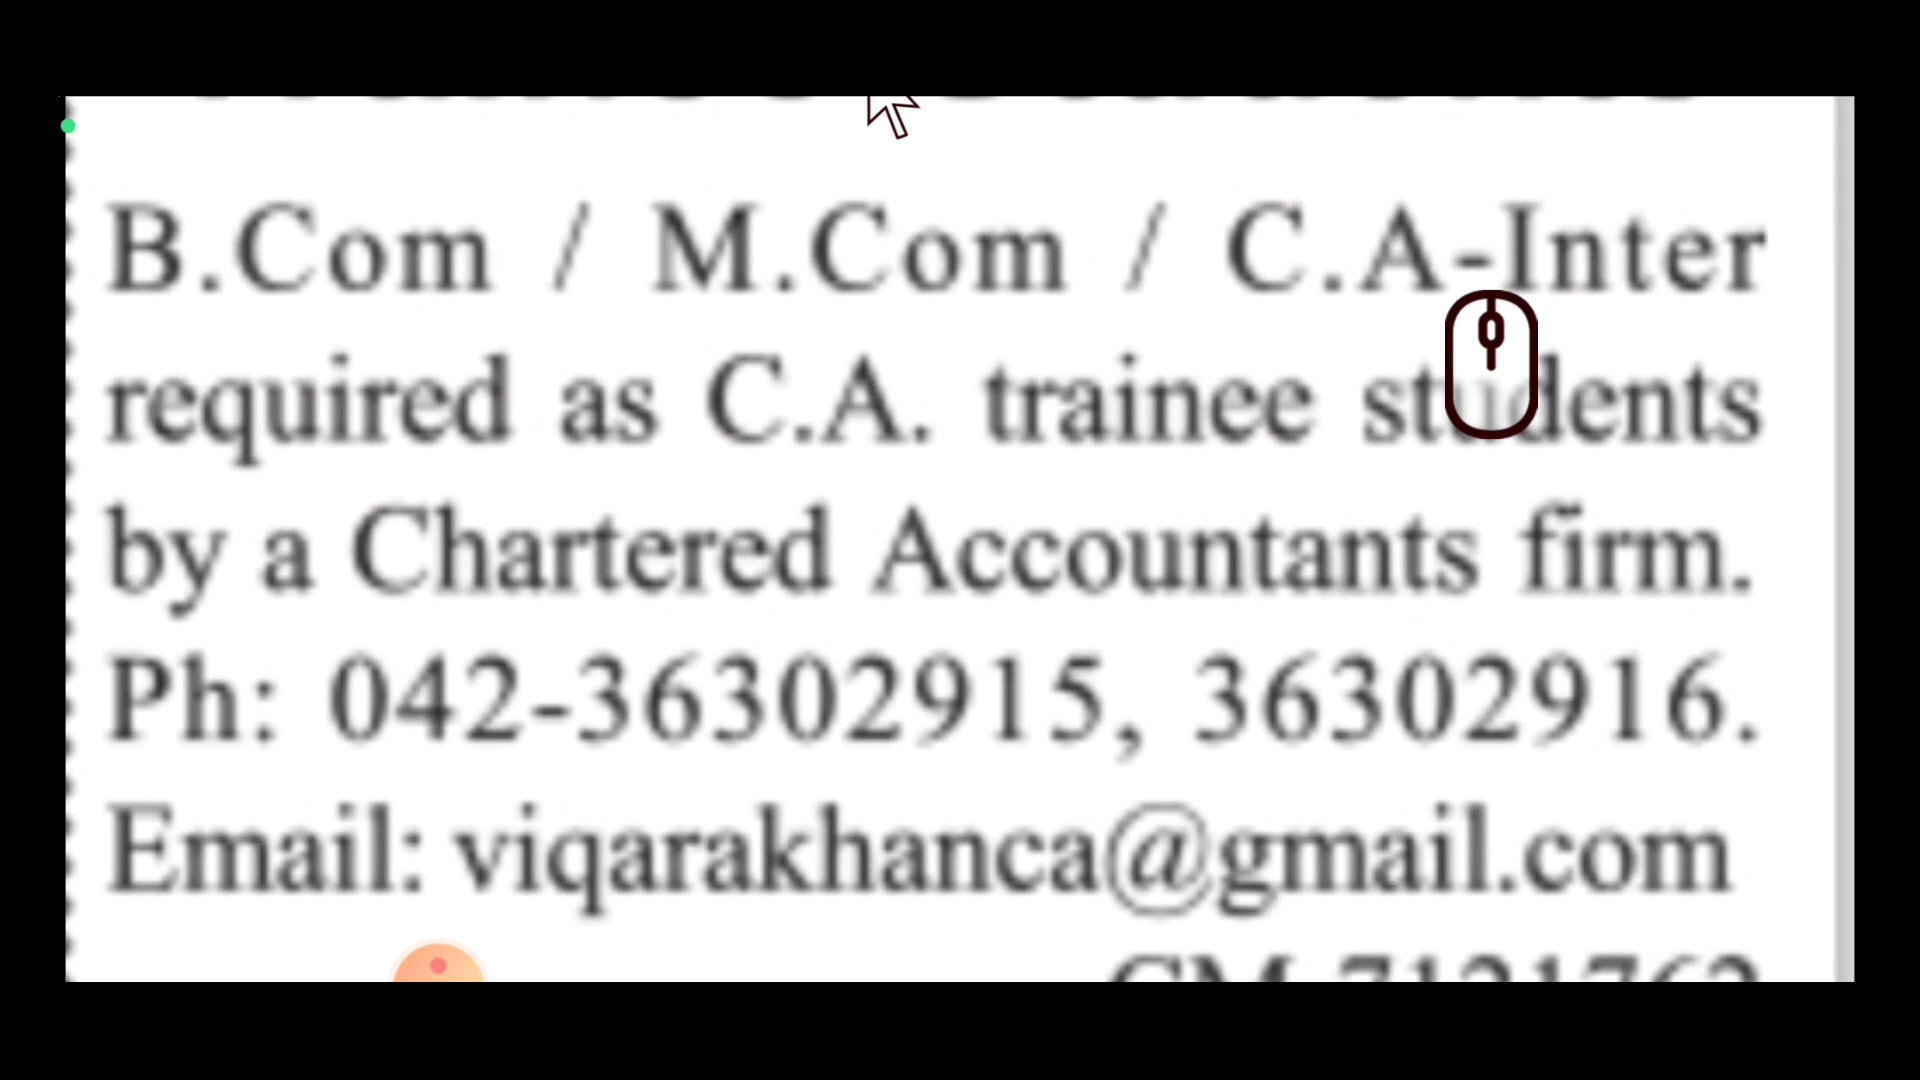 B.Com / M.Com / C.A-Inter
required as C.A. trainee students
by a Chartered Accountants firm.
Ph: 042-36302915, 36302916.
Email: viqarakhanca@gmail.com